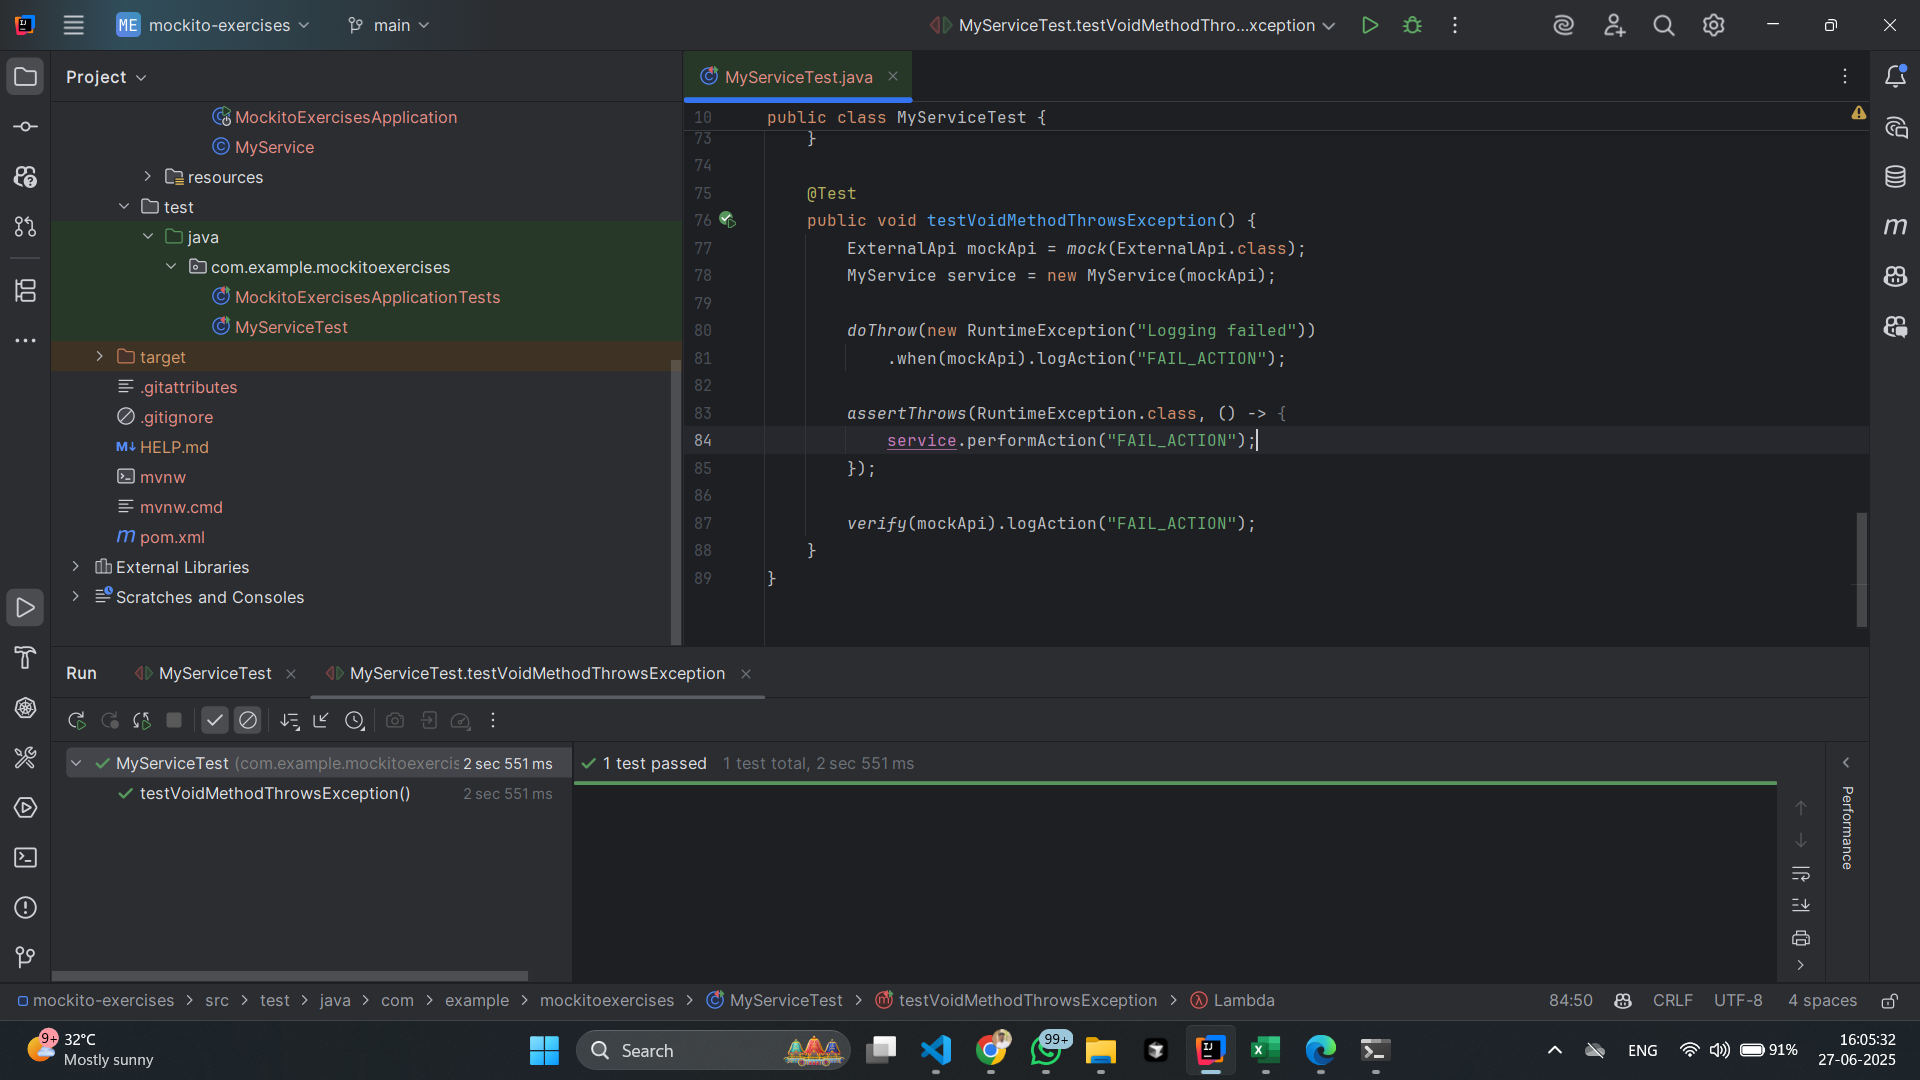 ME mockito-exercises main MyServiceTest.testVoidMethodThro...xception
Project
MockitoExercisesApplication
MyService
resources
test
java
com.example.mockitoexercises
MockitoExercisesApplicationTests
MyServiceTest
target
.gitattributes
.gitignore
M↓ HELP.md
mvnw
mvnw.cmd
m pom.xml
External Libraries
Scratches and Consoles
MyServiceTest.java
10 public class MyServiceTest {
73 }
74
75 @Test
76 public void testVoidMethodThrowsException() {
77 ExternalApi mockApi = mock(ExternalApi.class);
78 MyService service = new MyService(mockApi);
79
80 doThrow(new RuntimeException("Logging failed"))
81 .when(mockApi).logAction("FAIL_ACTION");
82
83 assertThrows(RuntimeException.class, () -> {
84 service.performAction("FAIL_ACTION");
85 });
86
87 verify(mockApi).logAction("FAIL_ACTION");
88 }
89 }
Run MyServiceTest MyServiceTest.testVoidMethodThrowsException
MyServiceTest (com.example.mockitoexercis 2 sec 551 ms
testVoidMethodThrowsException() 2 sec 551 ms
1 test passed 1 test total, 2 sec 551 ms
Performance
mockito-exercises > src > test > java > com > example > mockitoexercises > MyServiceTest > testVoidMethodThrowsException > Lambda
84:50 CRLF UTF-8 4 spaces
9+ 32°C
Mostly sunny
Search
99+
ENG
91%
16:05:32
27-06-2025